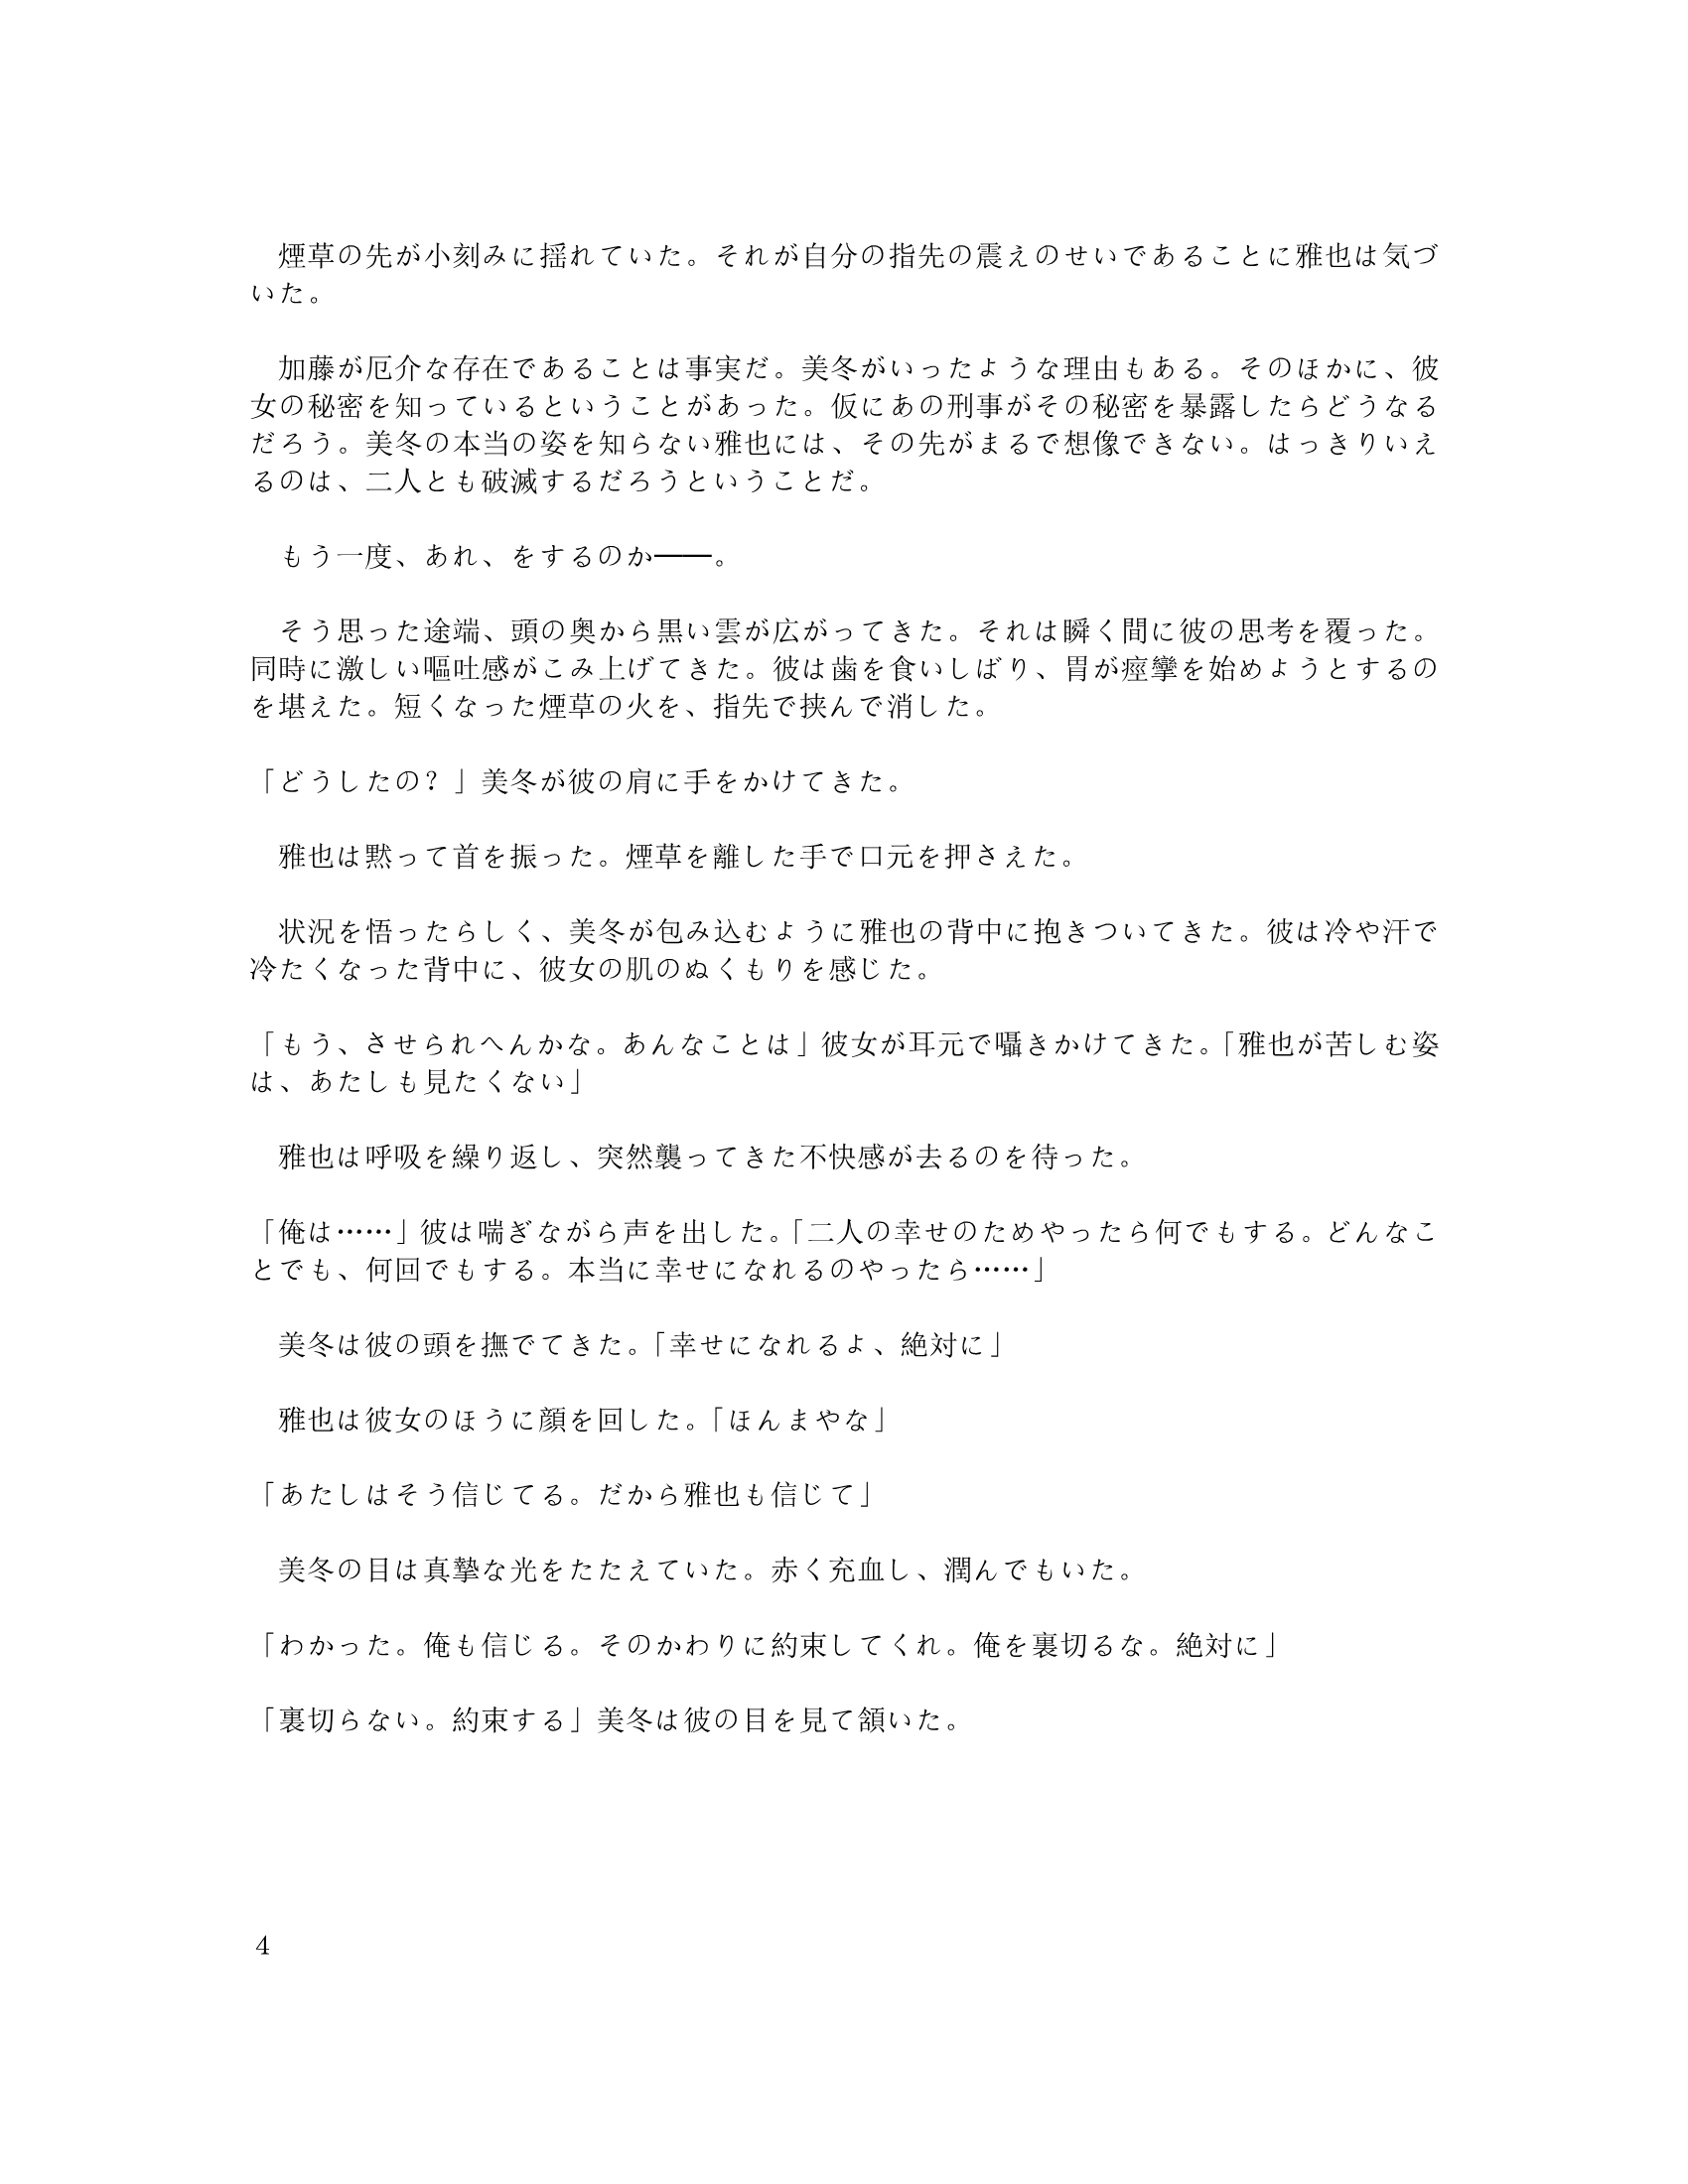 煙草の先が小刻みに揺れていた。それが自分の指先の震えのせいであることに雅也は気づ
いた。
　加藤が厄介な存在であることは事実だ。美冬がいったような理由もある。そのほかに、彼
女の秘密を知っているということがあった。仮にあの刑事がその秘密を暴露したらどうなる
だろう。美冬の本当の姿を知らない雅也には、その先がまるで想像できない。はっきりいえ
るのは、二人とも破滅するだろうということだ。
　もう一度、あれ、をするのか――。
　そう思った途端、頭の奥から黒い雲が広がってきた。それは瞬く間に彼の思考を覆った。
同時に激しい嘔吐感がこみ上げてきた。彼は歯を食いしばり、胃が痙攣を始めようとするの
を堪えた。短くなった煙草の火を、指先で挟んで消した。
「どうしたの？」美冬が彼の肩に手をかけてきた。
　雅也は黙って首を振った。煙草を離した手で口元を押さえた。
　状況を悟ったらしく、美冬が包み込むように雅也の背中に抱きついてきた。彼は冷や汗で
冷たくなった背中に、彼女の肌のぬくもりを感じた。
「もう、させられへんかな。あんなことは」彼女が耳元で囁きかけてきた。「雅也が苦しむ姿
は、あたしも見たくない」
　雅也は呼吸を繰り返し、突然襲ってきた不快感が去るのを待った。
「俺は……」彼は喘ぎながら声を出した。「二人の幸せのためやったら何でもする。どんなこ
とでも、何回でもする。本当に幸せになれるのやったら……」
　美冬は彼の頭を撫でてきた。「幸せになれるよ、絶対に」
　雅也は彼女のほうに顔を回した。「ほんまやな」
「あたしはそう信じてる。だから雅也も信じて」
　美冬の目は真摯な光をたたえていた。赤く充血し、潤んでもいた。
「わかった。俺も信じる。そのかわりに約束してくれ。俺を裏切るな。絶対に」
「裏切らない。約束する」美冬は彼の目を見て頷いた。
4